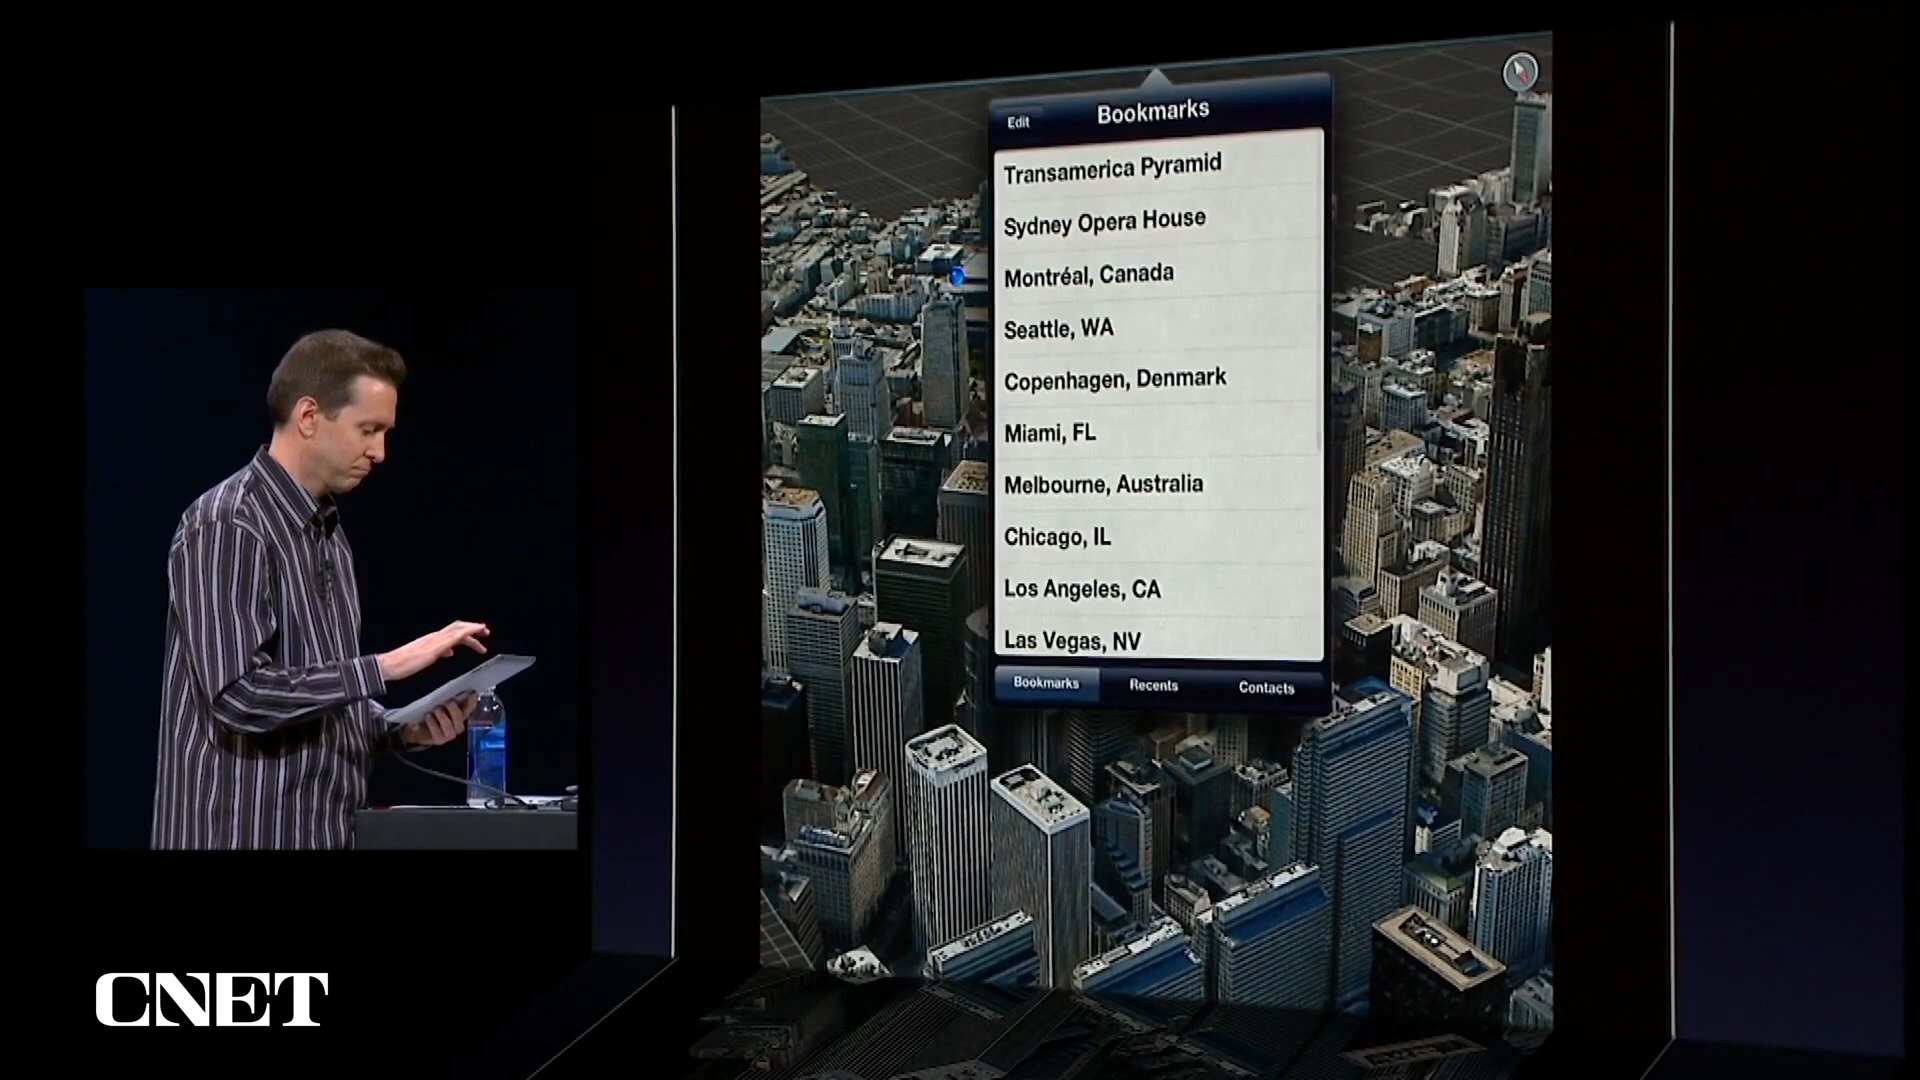 Edit
Bookmarks
Transamerica Pyramid
Sydney Opera House
Montréal, Canada
Seattle, WA
Copenhagen, Denmark
Miami, FL
Melbourne, Australia
Chicago, IL
Los Angeles, CA
Las Vegas, NV
Bookmarks
Recents
Contacts
CNET